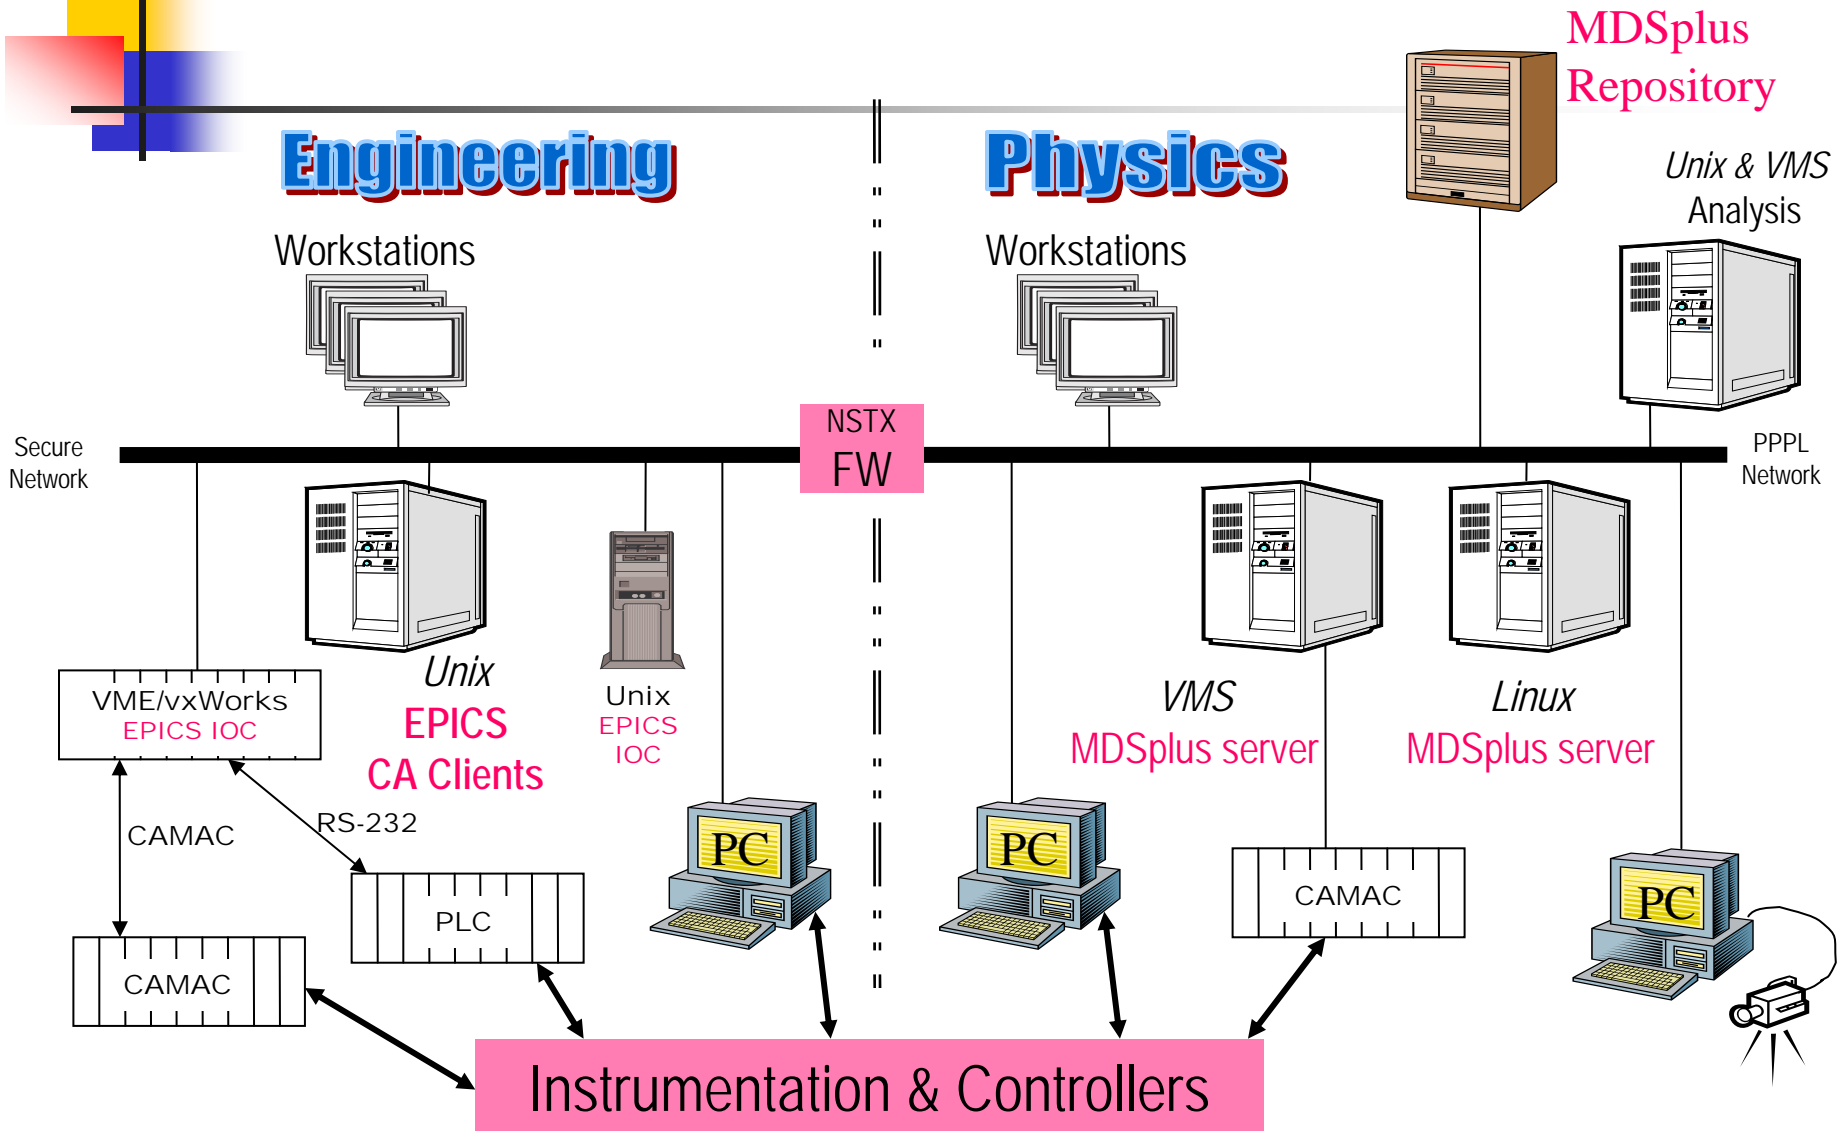 MDSplus
Repository
Engineering
Physics
Unix & VMS
Analysis
Workstations
Workstations
NSTX
FW
Secure
Network
PPPL
Network
VME/vxWorks
EPICS IOC
Unix
EPICS
CA Clients
Unix
EPICS
IOC
VMS
MDSplus server
Linux
MDSplus server
CAMAC
RS-232
PC
PC
CAMAC
PC
PLC
CAMAC
Instrumentation & Controllers